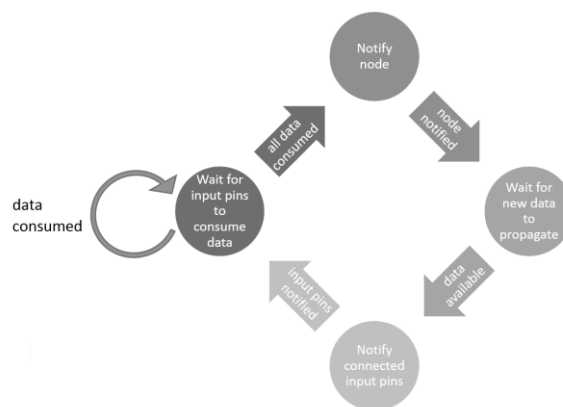 Notify
node
all data
consumed
node
notified
Wait for
input pins
to
consume
data
data
consumed
Wait for
new data
to
propagate
input pins
notified
data
available
Notify
connected
input pins